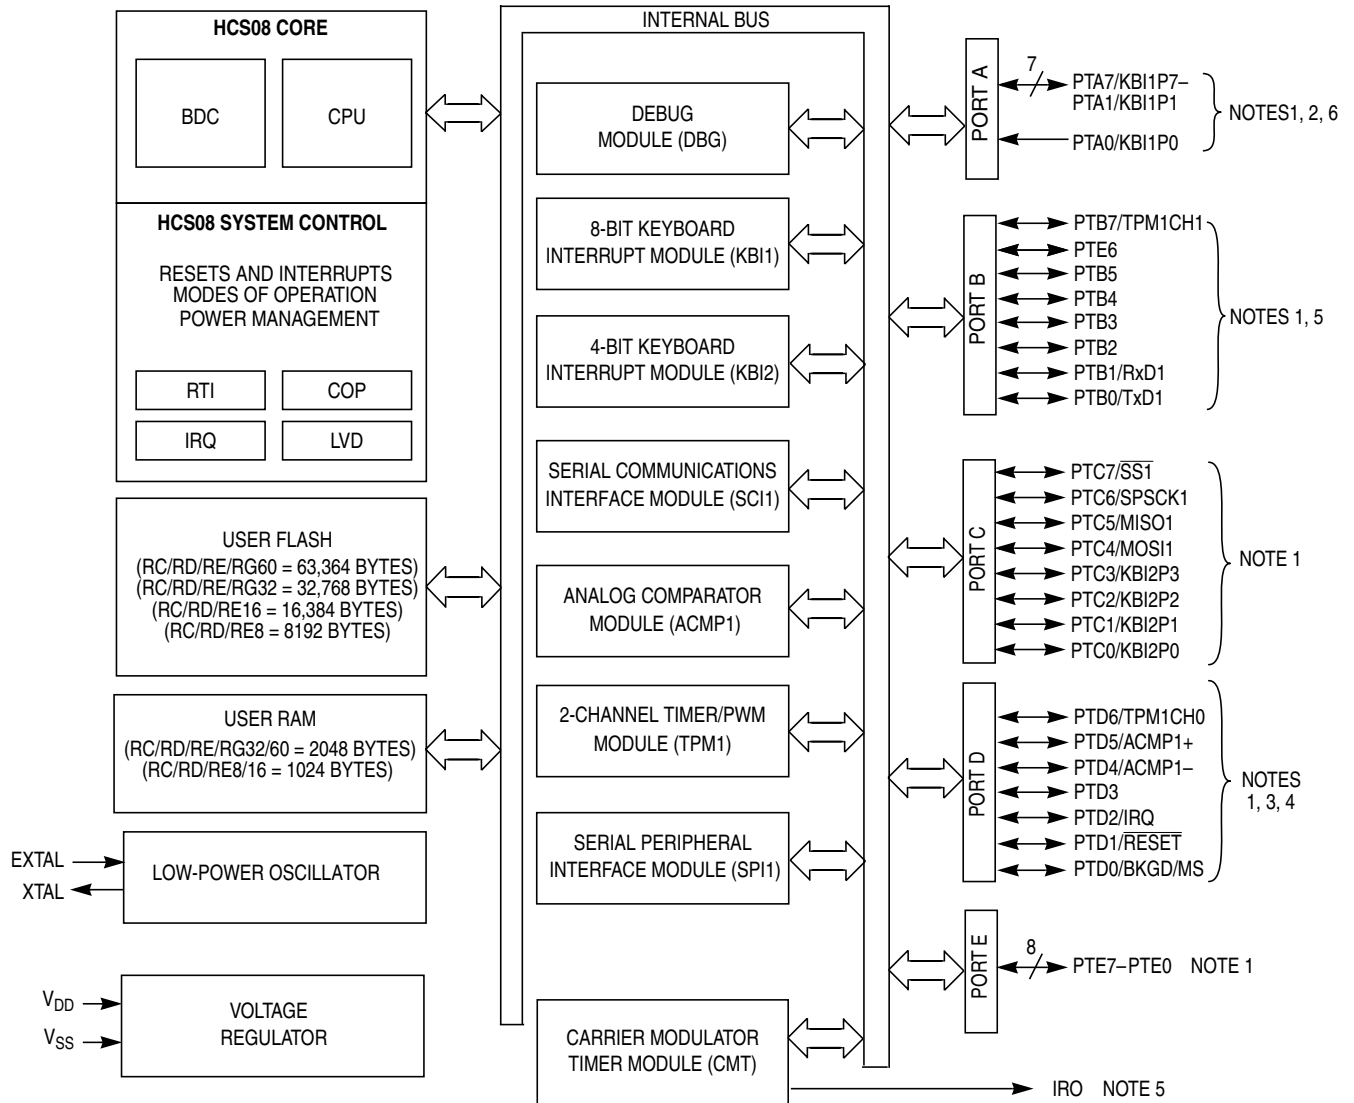 HCS08 CORE
BDC
CPU
HCS08 SYSTEM CONTROL
RESETS AND INTERRUPTS
MODES OF OPERATION
POWER MANAGEMENT
RTI
COP
IRQ
LVD
USER FLASH
(RC/RD/RE/RG60 = 63,364 BYTES)
(RC/RD/RE/RG32 = 32,768 BYTES)
(RC/RD/RE16 = 16,384 BYTES)
(RC/RD/RE8 = 8192 BYTES)
USER RAM
(RC/RD/RE/RG32/60 = 2048 BYTES)
(RC/RD/RE8/16 = 1024 BYTES)
EXTAL
XTAL
LOW-POWER OSCILLATOR
VDD
VSS
VOLTAGE
REGULATOR
INTERNAL BUS
DEBUG
MODULE (DBG)
8-BIT KEYBOARD
INTERRUPT MODULE (KBI1)
4-BIT KEYBOARD
INTERRUPT MODULE (KBI2)
SERIAL COMMUNICATIONS
INTERFACE MODULE (SCI1)
ANALOG COMPARATOR
MODULE (ACMP1)
2-CHANNEL TIMER/PWM
MODULE (TPM1)
SERIAL PERIPHERAL
INTERFACE MODULE (SPI1)
CARRIER MODULATOR
TIMER MODULE (CMT)
PORT A
7
PTA7/KBI1P7–
PTA1/KBI1P1
PTA0/KBI1P0
NOTES1, 2, 6
PORT B
PTB7/TPM1CH1
PTE6
PTB5
PTB4
PTB3
PTB2
PTB1/RxD1
PTB0/TxD1
NOTES 1, 5
PORT C
PTC7/SS1
PTC6/SPSCK1
PTC5/MISO1
PTC4/MOSI1
PTC3/KBI2P3
PTC2/KBI2P2
PTC1/KBI2P1
PTC0/KBI2P0
NOTE 1
PORT D
PTD6/TPM1CH0
PTD5/ACMP1+
PTD4/ACMP1–
PTD3
PTD2/IRQ
PTD1/RESET
PTD0/BKGD/MS
NOTES
1, 3, 4
PORT E
8
PTE7–PTE0 NOTE 1
IRO NOTE 5